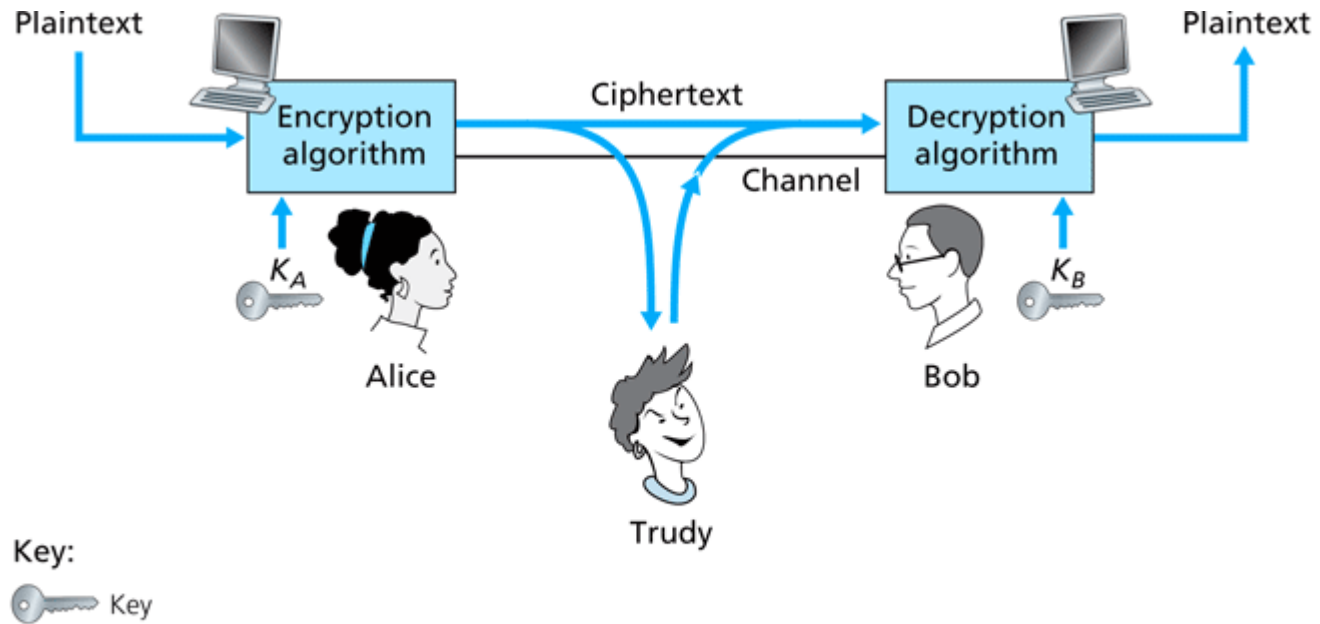 Plaintext
Plaintext
Ciphertext
Encryption
algorithm
Decryption
algorithm
Channel
K_A
K_B
Alice
Bob
Trudy
Key:
Key